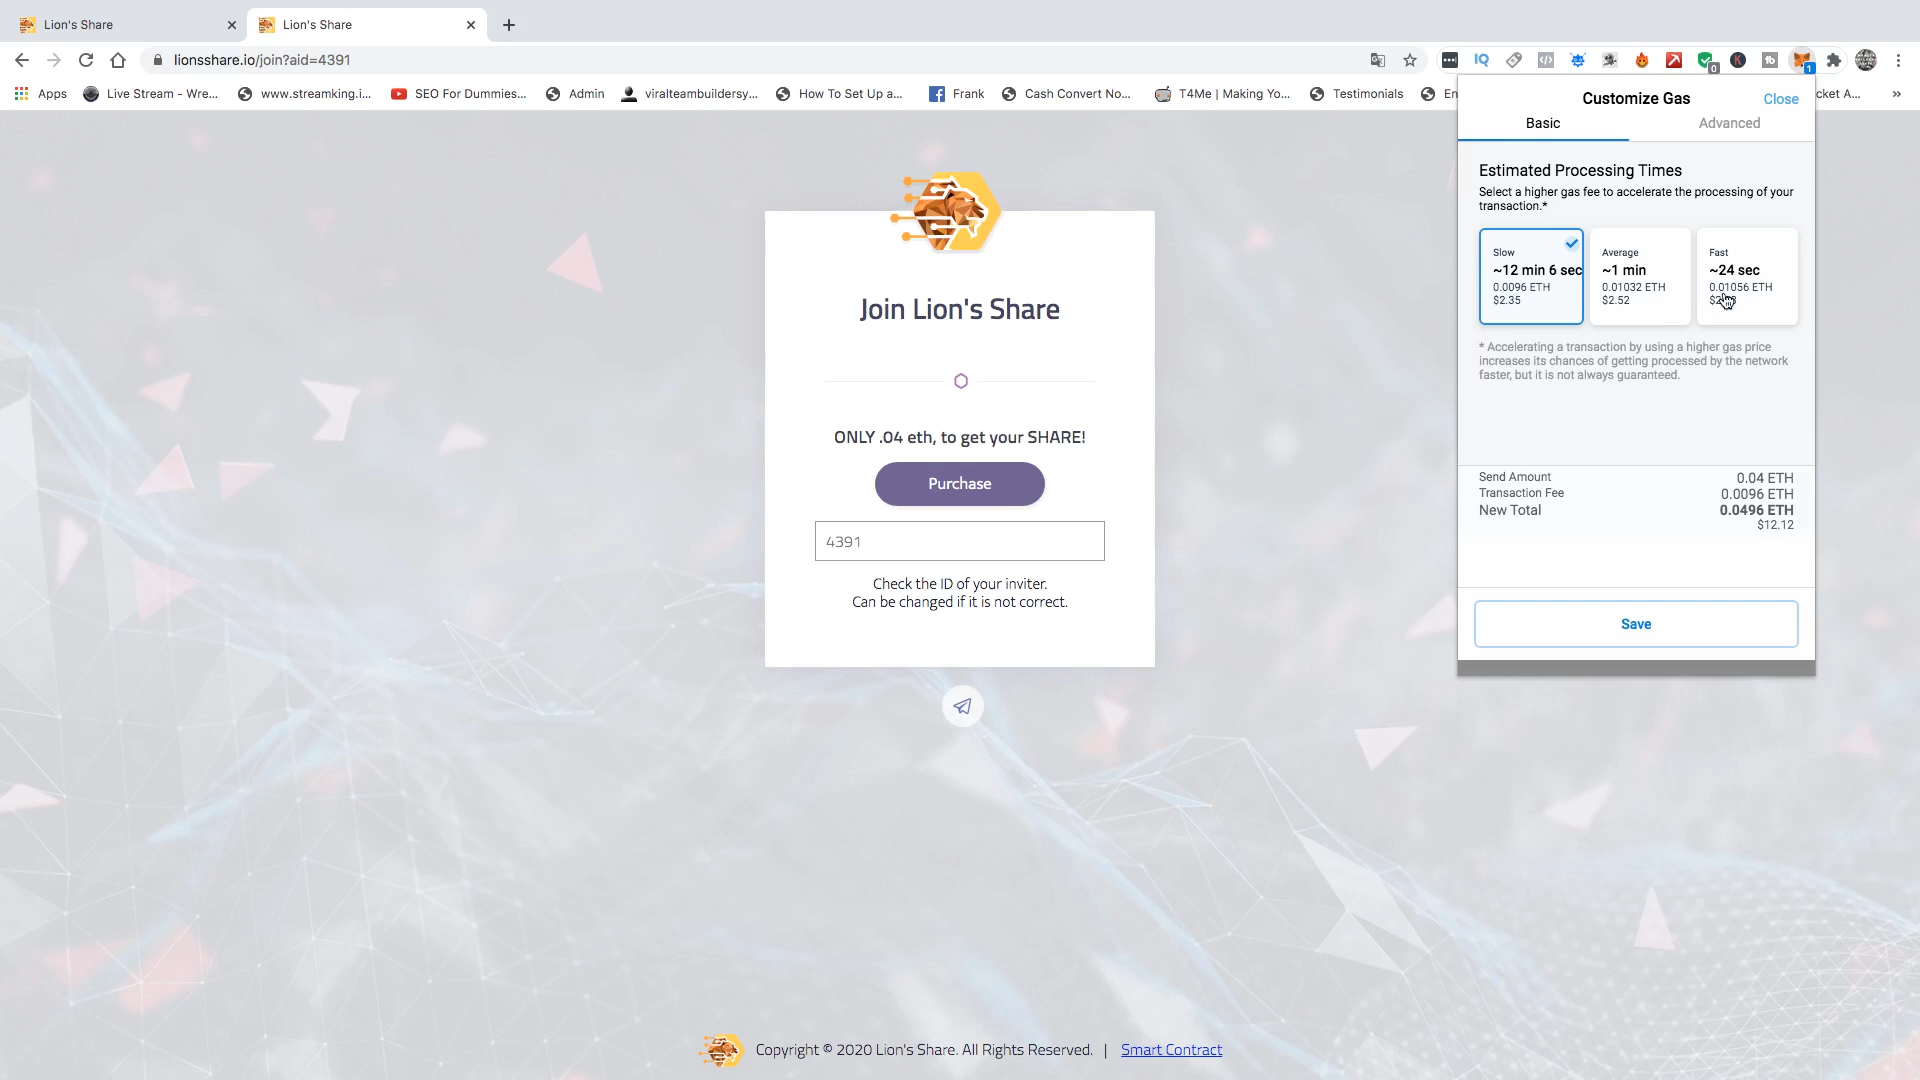 Lion's Share
Lion's Share
lionsshare.io/join?aid=4391
IQ
0
K
tb
1
Apps
Live Stream - Wre...
www.streamking.i...
SEO For Dummies...
Admin
viralteambuildersy...
How To Set Up a...
Frank
Cash Convert No...
T4Me | Making Yo...
Testimonials
En
cket A...
»
Join Lion's Share
ONLY .04 eth, to get your SHARE!
Purchase
4391
Check the ID of your inviter.
Can be changed if it is not correct.
Customize Gas
Close
Basic
Advanced
Estimated Processing Times
Select a higher gas fee to accelerate the processing of your
transaction.*
Slow
~12 min 6 sec
0.0096 ETH
$2.35
Average
~1 min
0.01032 ETH
$2.52
Fast
~24 sec
0.01056 ETH
* Accelerating a transaction by using a higher gas price
increases its chances of getting processed by the network
faster, but it is not always guaranteed.
Send Amount 0.04 ETH
Transaction Fee 0.0096 ETH
New Total 0.0496 ETH
$12.12
Save
Copyright © 2020 Lion's Share. All Rights Reserved. | Smart Contract